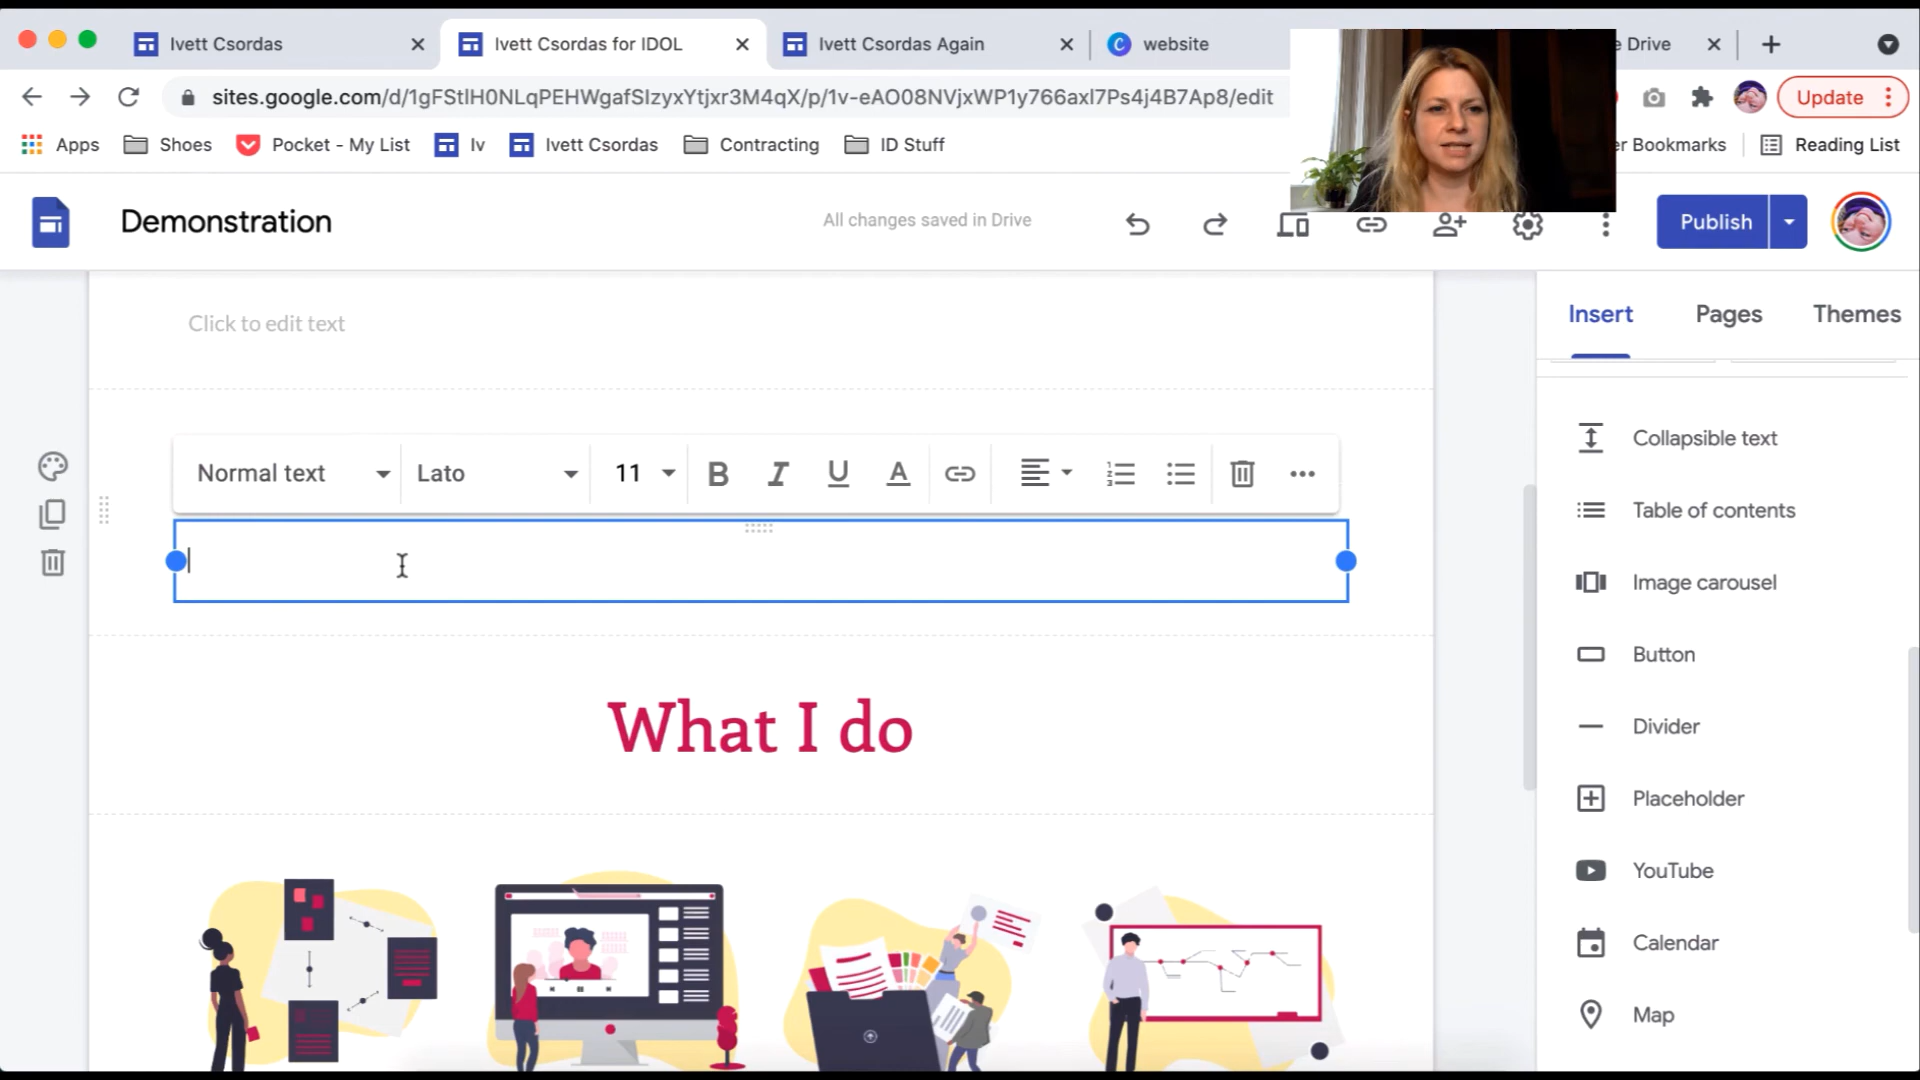 Ivett Csordas
Ivett Csordas for IDOL
Ivett Csordas Again
website
e Drive
sites.google.com/d/1gFStlH0NLqPEHWgafSIzyxYtjxr3M4qX/p/1v-eAO08NVjxWP1y766axl7Ps4j4B7Ap8/edit
Update
Apps
Shoes
Pocket - My List
Iv
Ivett Csordas
Contracting
ID Stuff
er Bookmarks
Reading List
Demonstration
All changes saved in Drive
Publish
Insert
Pages
Themes
Click to edit text
Normal text
Lato
11
B
I
U
A
What I do
Collapsible text
Table of contents
Image carousel
Button
Divider
Placeholder
YouTube
Calendar
Map